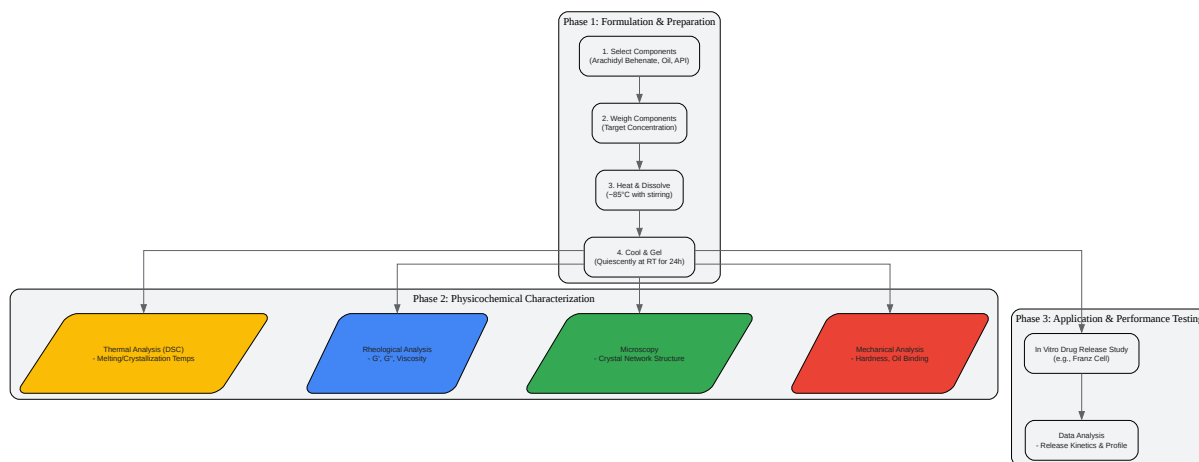 Phase 1: Formulation & Preparation
1. Select Components
(Arachidyl Behenate, Oil, API)
2. Weigh Components
(Target Concentration)
3. Heat & Dissolve
(~85°C with stirring)
4. Cool & Gel
(Quiescently at RT for 24h)
Phase 2: Physicochemical Characterization
Thermal Analysis (DSC)
- Melting/Crystallization Temps
Rheological Analysis
- G', G'', Viscosity
Microscopy
- Crystal Network Structure
Mechanical Analysis
- Hardness, Oil Binding
Phase 3: Application & Performance Testing
In Vitro Drug Release Study
(e.g., Franz Cell)
Data Analysis
- Release Kinetics & Profile